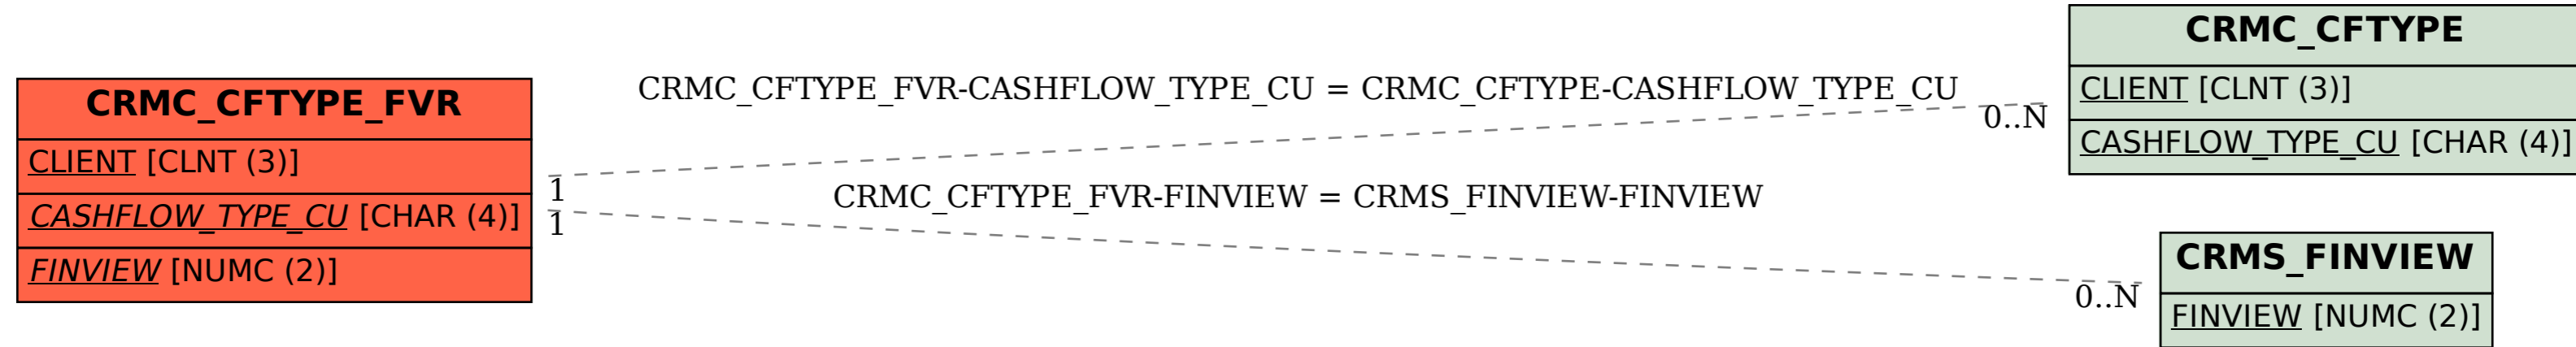 CRMC_CFTYPE_FVR
CLIENT [CLNT (3)]
CASHFLOW_TYPE_CU [CHAR (4)]
FINVIEW [NUMC (2)]
CRMC_CFTYPE_FVR-CASHFLOW_TYPE_CU = CRMC_CFTYPE-CASHFLOW_TYPE_CU
1
0..N
CRMC_CFTYPE_FVR-FINVIEW = CRMS_FINVIEW-FINVIEW
1
0..N
CRMC_CFTYPE
CLIENT [CLNT (3)]
CASHFLOW_TYPE_CU [CHAR (4)]
CRMS_FINVIEW
FINVIEW [NUMC (2)]